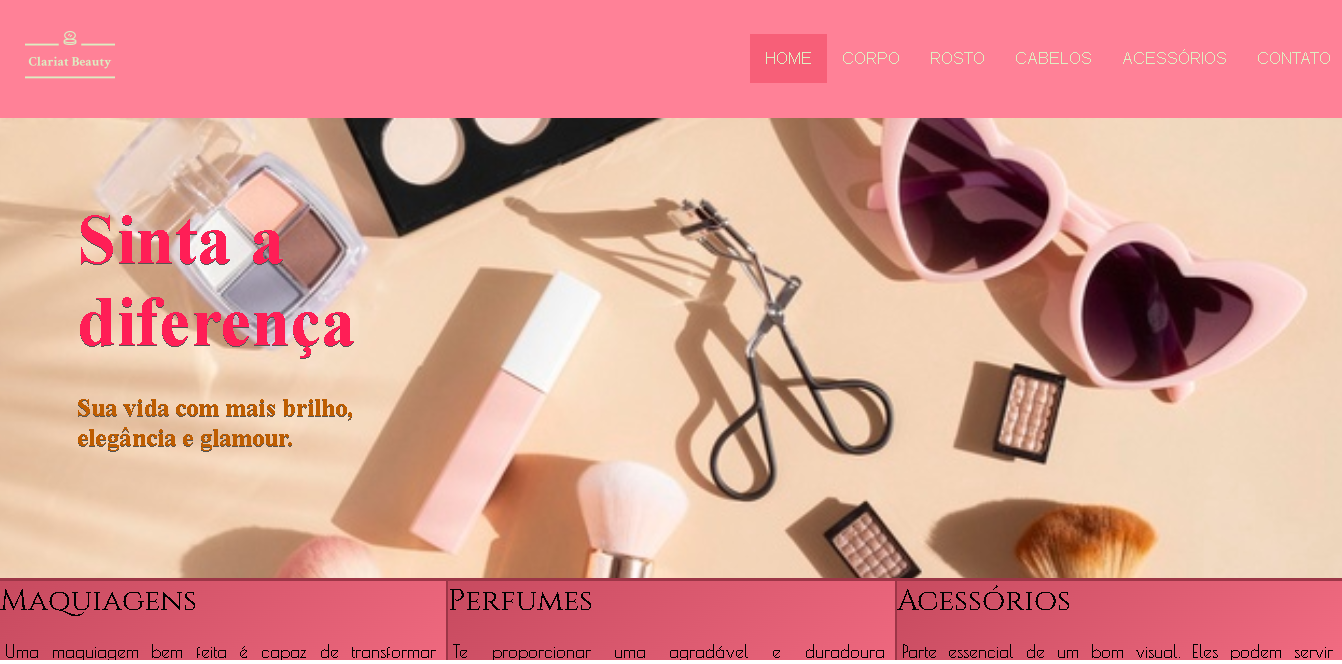 Clariat Beauty
HOME CORPO ROSTO CABELOS ACESSÓRIOS CONTATO
Sinta a
diferença
Sua vida com mais brilho,
elegância e glamour.
Maquiagens
Uma maquiagem bem feita é capaz de transformar
Perfumes
Te proporcionar uma agradável e duradoura
Acessórios
Parte essencial de um bom visual. Eles podem servir